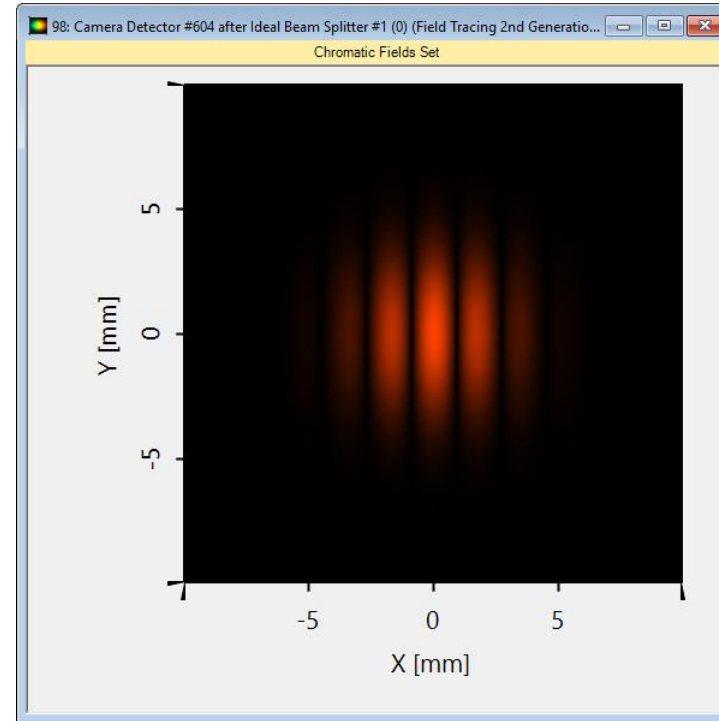 98: Camera Detector #604 after Ideal Beam Splitter #1 (0) (Field Tracing 2nd Generatio...
Chromatic Fields Set
5
0
-5
Y [mm]
-5 0 5
X [mm]